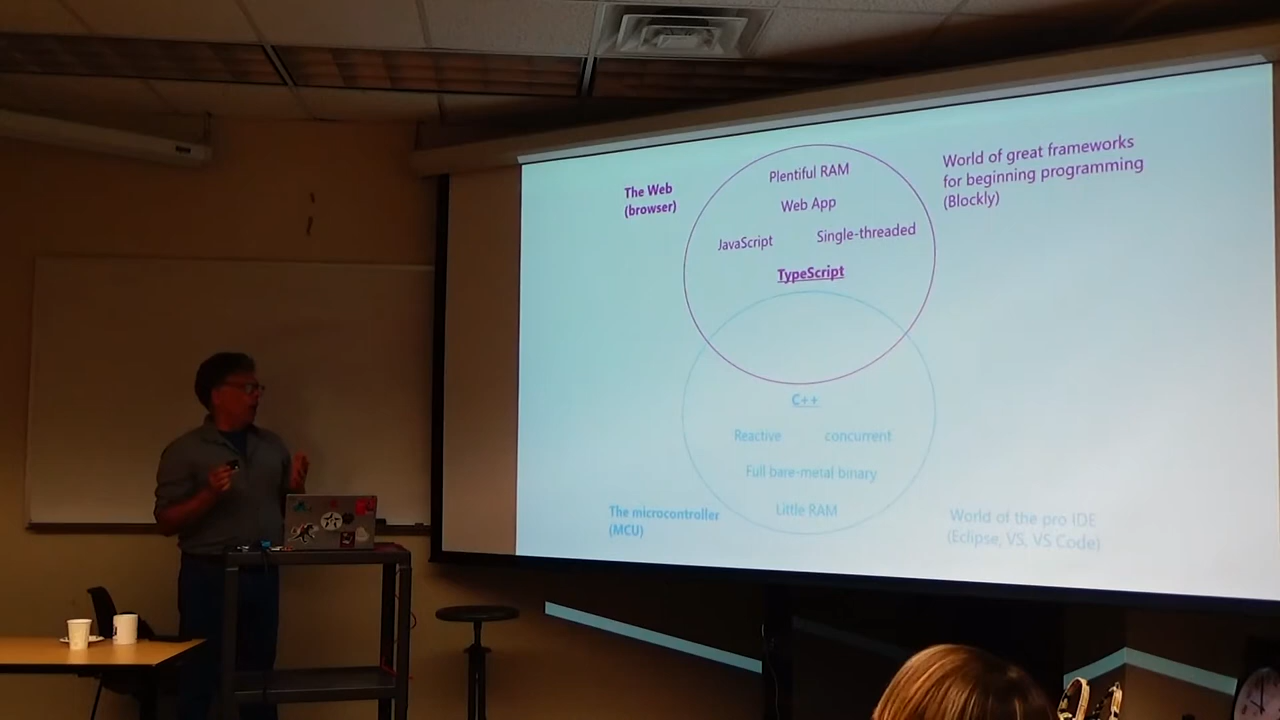 The Web
(browser)
Plentiful RAM
Web App
JavaScript Single-threaded
TypeScript
World of great frameworks
for beginning programming
(Blockly)
C++
Reactive concurrent
Full bare-metal binary
Little RAM
The microcontroller
(MCU)
World of the pro IDE
(Eclipse, VS, VS Code)